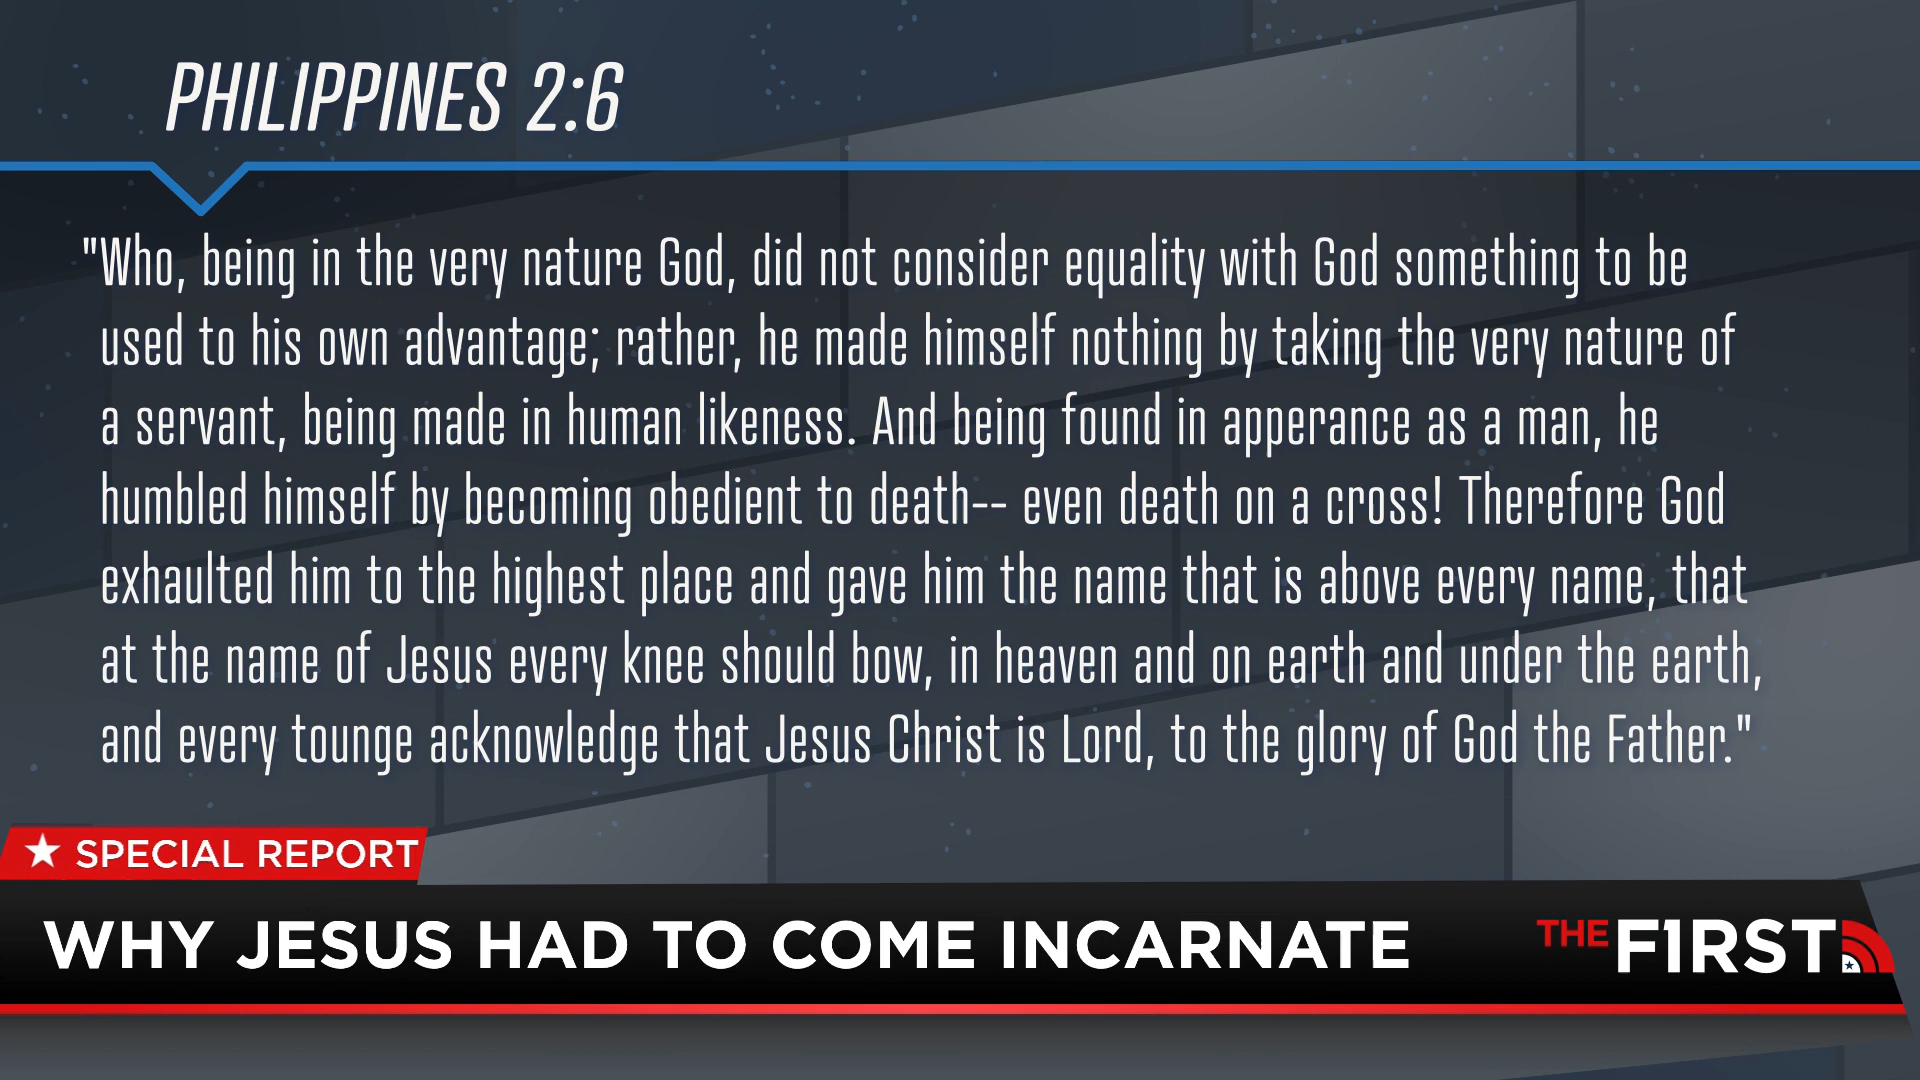 PHILIPPINES 2:6
"Who, being in the very nature God, did not consider equality with God something to be
used to his own advantage; rather, he made himself nothing by taking the very nature of
a servant, being made in human likeness. And being found in apperance as a man, he
humbled himself by becoming obedient to death-- even death on a cross! Therefore God
exhaulted him to the highest place and gave him the name that is above every name, that
at the name of Jesus every knee should bow, in heaven and on earth and under the earth,
and every tounge acknowledge that Jesus Christ is Lord, to the glory of God the Father."
SPECIAL REPORT
WHY JESUS HAD TO COME INCARNATE
THE F1RST